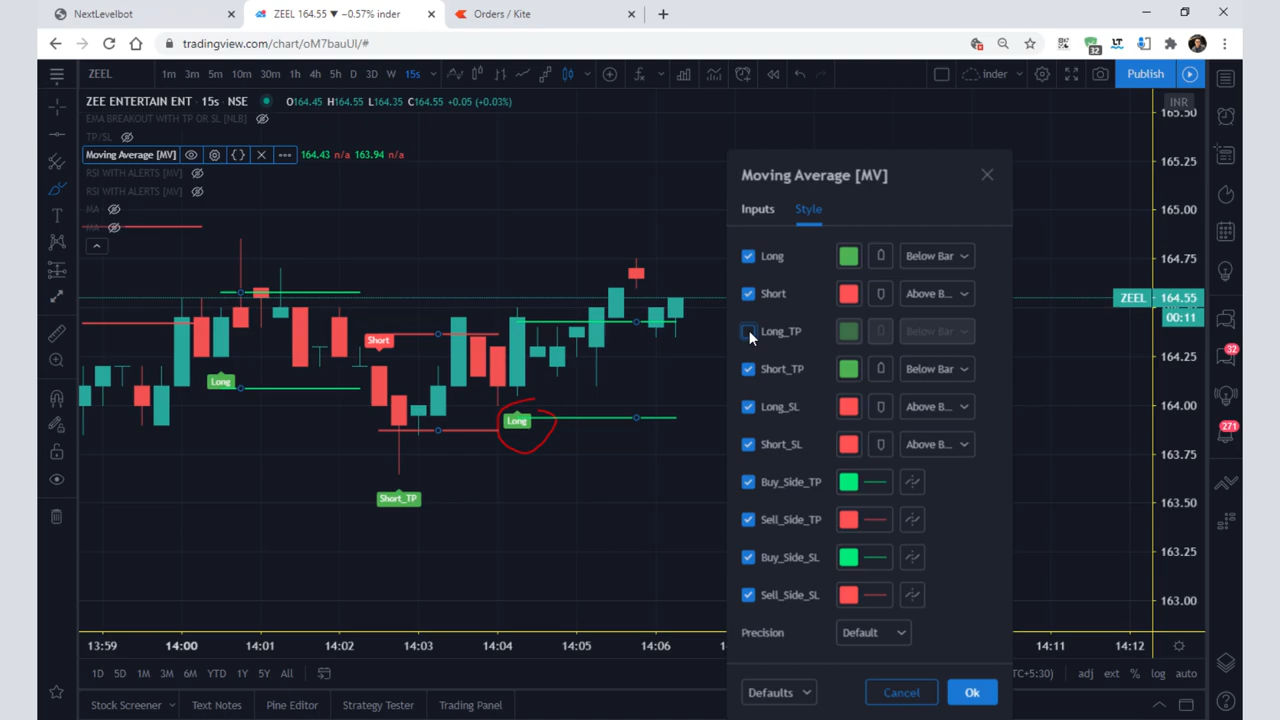 NextLevelbot
ZEEL 164.55 ▼ −0.57% inder
Orders / Kite
tradingview.com/chart/oM7bauUI/#
32
ZEEL
1m 3m 5m 10m 30m 1h 4h 5h D 3D W 15s
inder
Publish
ZEE ENTERTAIN ENT · 15s · NSE
O164.45 H164.55 L164.35 C164.55 +0.05 (+0.03%)
EMA BREAKOUT WITH TP OR SL [NLB]
TP/SL
Moving Average [MV]
164.43 n/a 163.94 n/a
RSI WITH ALERTS [MV]
RSI WITH ALERTS [MV]
MA
MA
Long
Short
Short_TP
Long
Moving Average [MV]
Inputs
Style
Long
Below Bar
Short
Above B...
Long_TP
Below Bar
Short_TP
Below Bar
Long_SL
Above B...
Short_SL
Above B...
Buy_Side_TP
Sell_Side_TP
Buy_Side_SL
Sell_Side_SL
Precision
Default
Defaults
Cancel
Ok
INR
165.50
165.25
165.00
164.75
ZEEL 164.55
00:11
164.25
164.00
163.75
163.50
163.25
163.00
32
271
13:59 14:00 14:01 14:02 14:03 14:04 14:05 14:06 14:11 14:12
1D 5D 1M 3M 6M YTD 1Y 5Y All
TC+5:30)
adj ext % log auto
Stock Screener
Text Notes
Pine Editor
Strategy Tester
Trading Panel